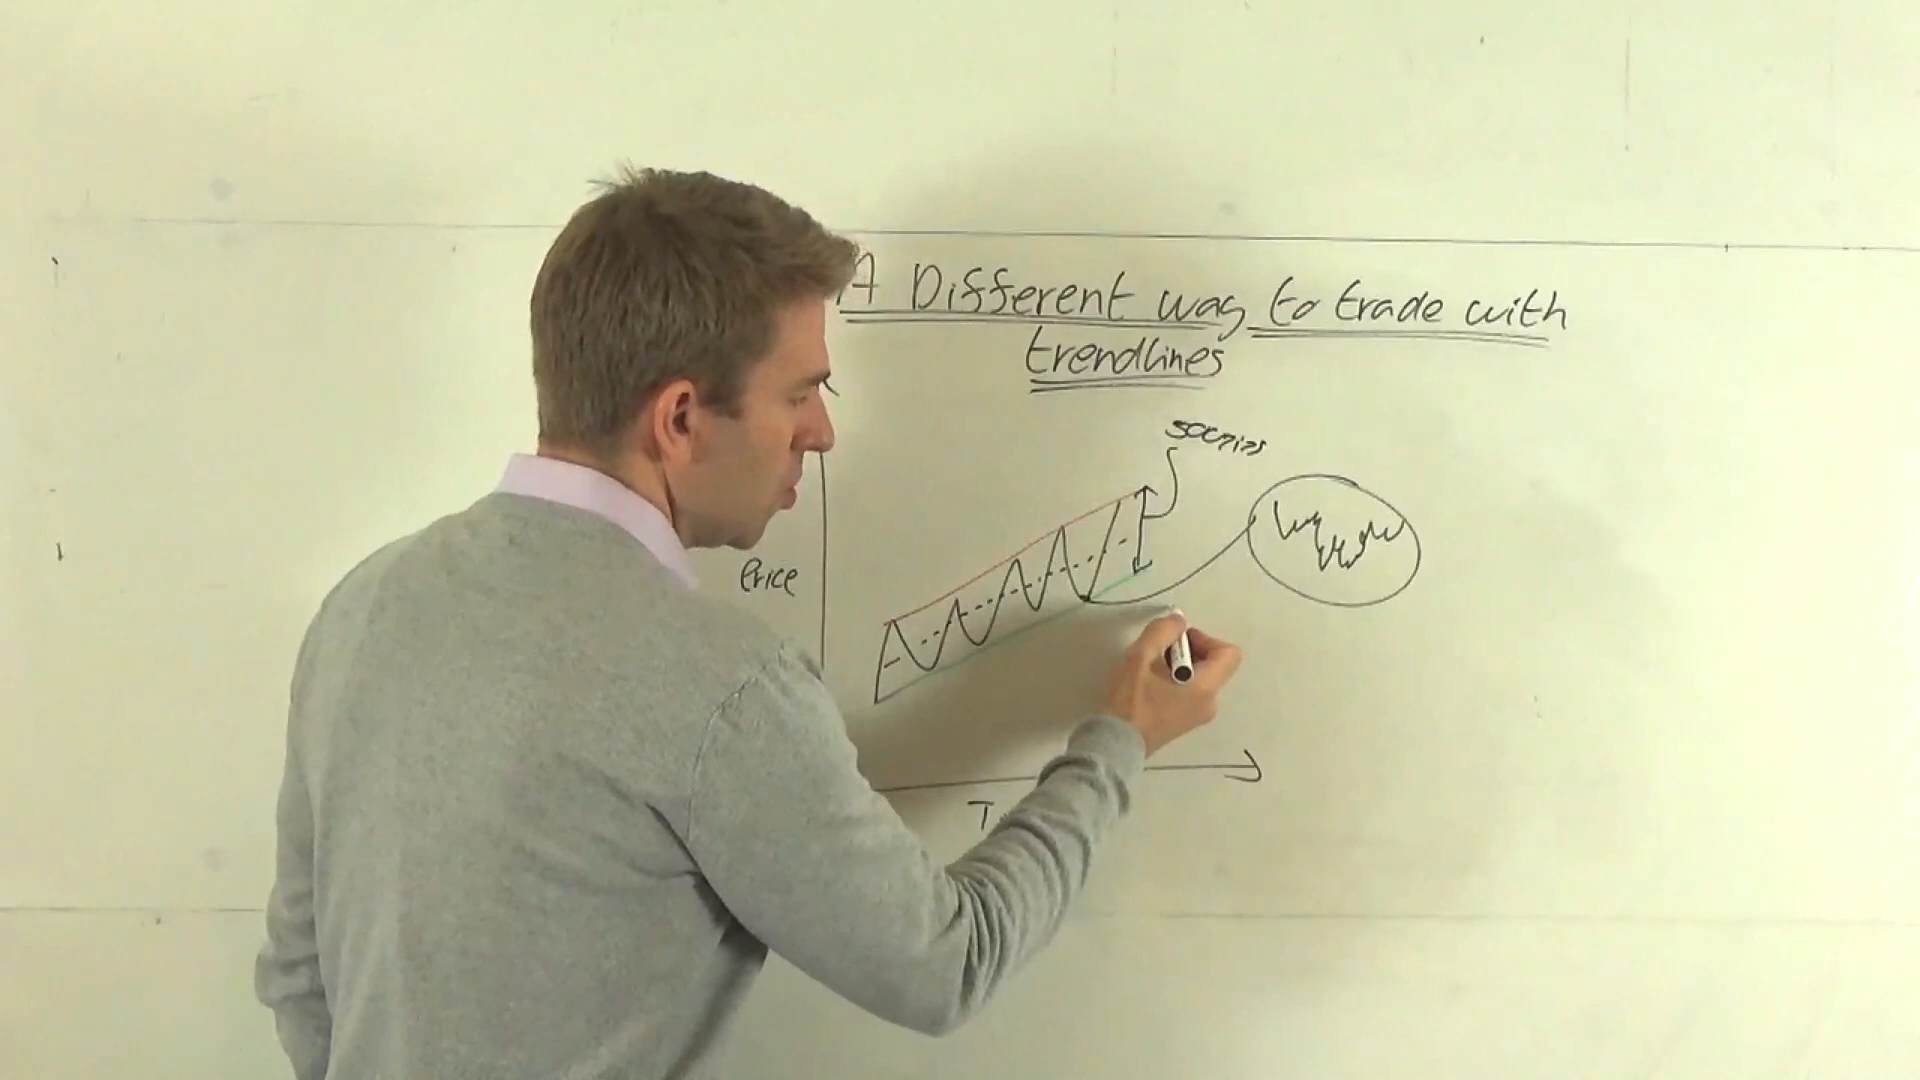 A Different way to trade with
trendlines
Price
T